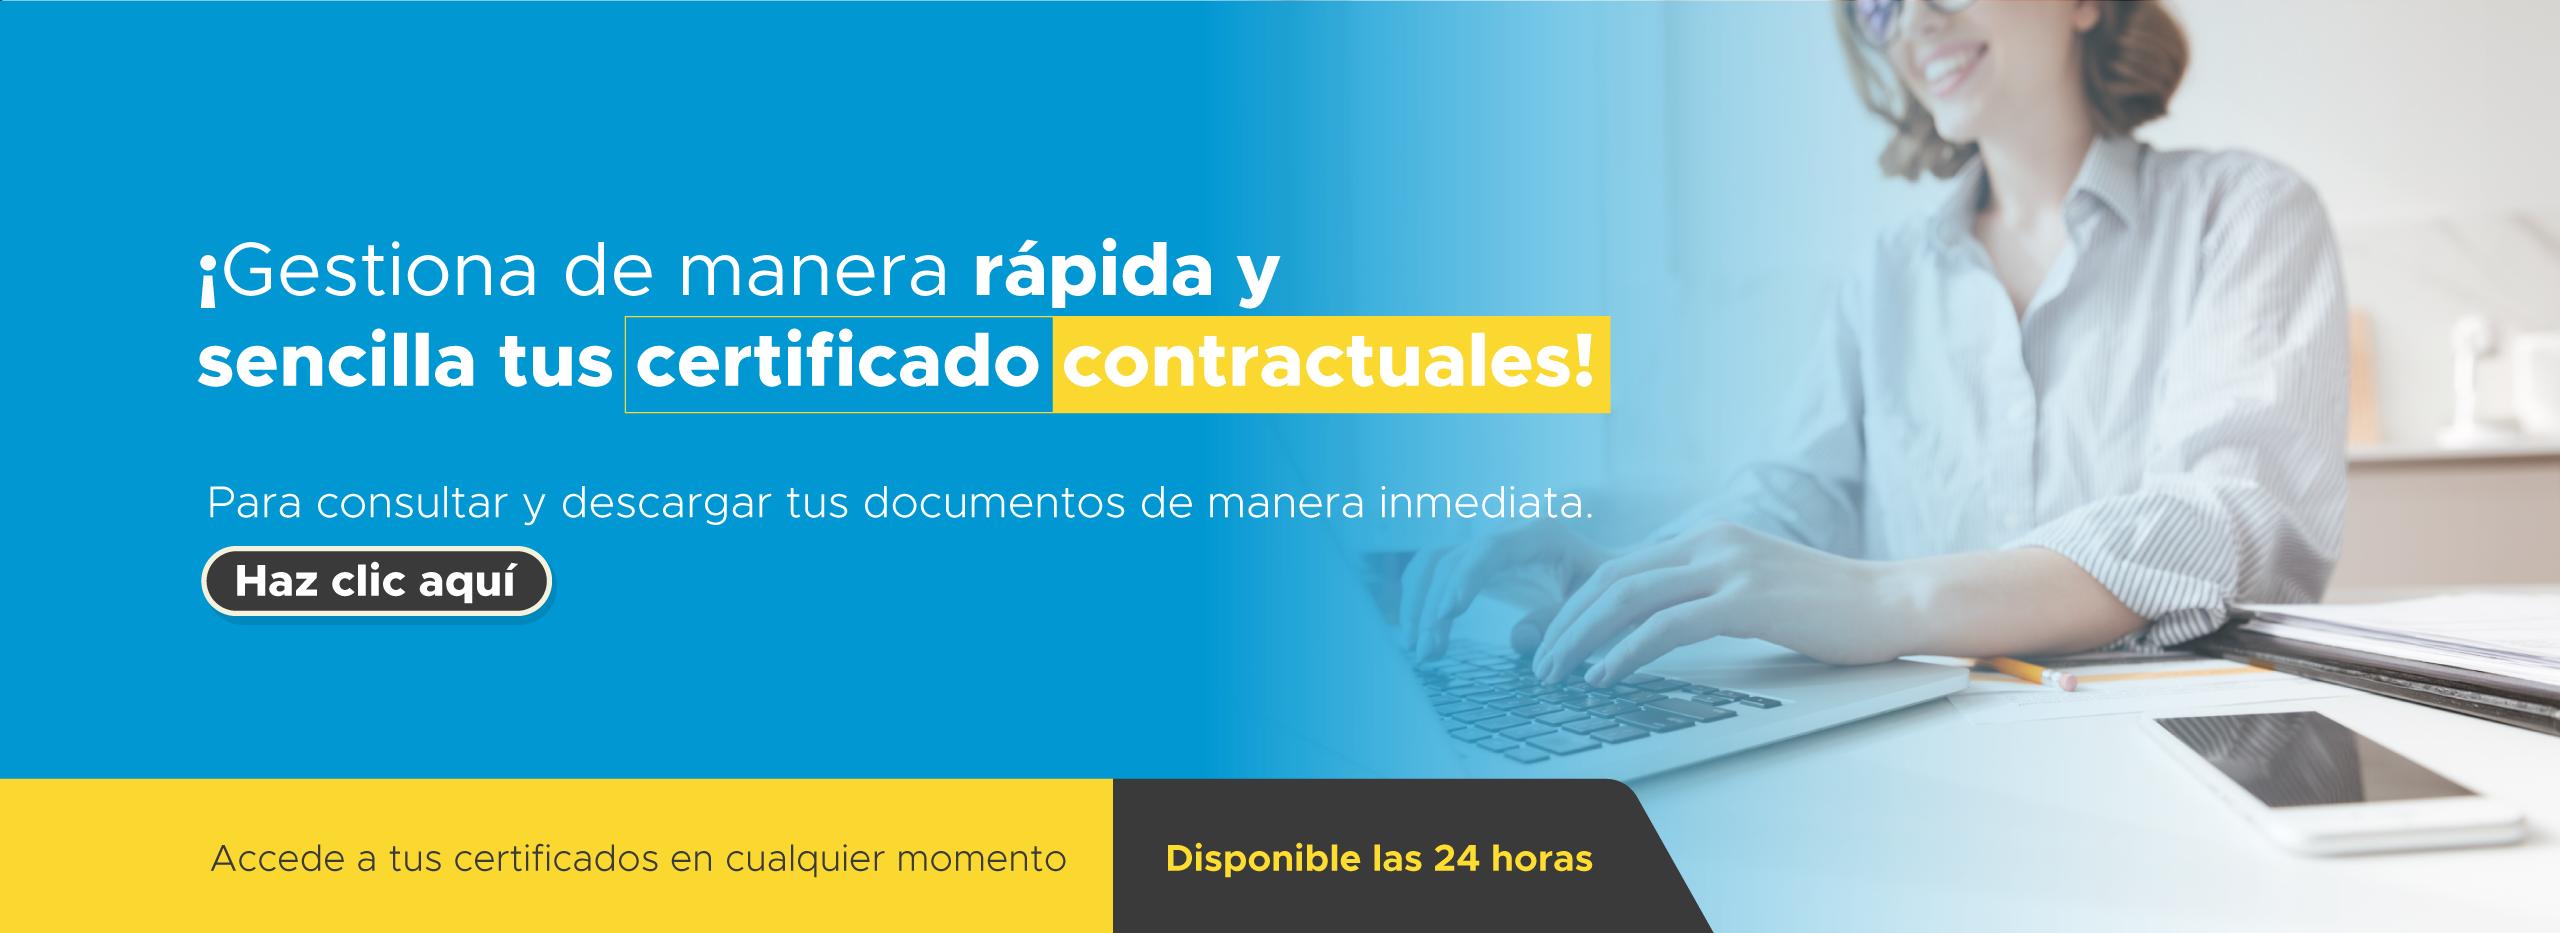 ¡Gestiona de manera rápida y
sencilla tus certificado contractuales!
Para consultar y descargar tus documentos de manera inmediata.
Haz clic aquí
Accede a tus certificados en cualquier momento
Disponible las 24 horas